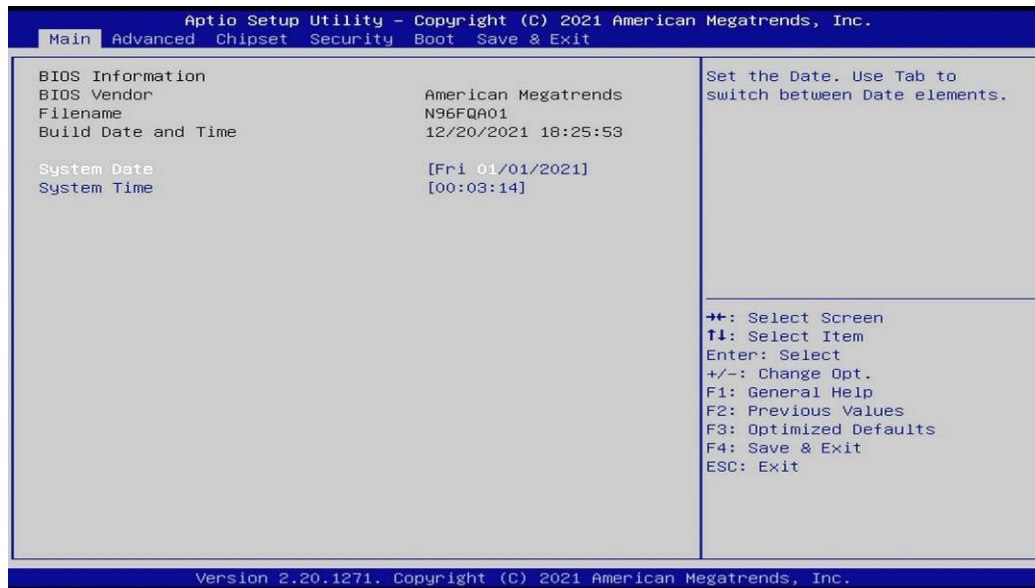 Aptio Setup Utility – Copyright (C) 2021 American Megatrends, Inc.
Main Advanced Chipset Security Boot Save & Exit
BIOS Information
BIOS Vendor American Megatrends
Filename N96FQA01
Build Date and Time 12/20/2021 18:25:53
System Date [Fri 01/01/2021]
System Time [00:03:14]
Set the Date. Use Tab to
switch between Date elements.
→←: Select Screen
↑↓: Select Item
Enter: Select
+/-: Change Opt.
F1: General Help
F2: Previous Values
F3: Optimized Defaults
F4: Save & Exit
ESC: Exit
Version 2.20.1271. Copyright (C) 2021 American Megatrends, Inc.